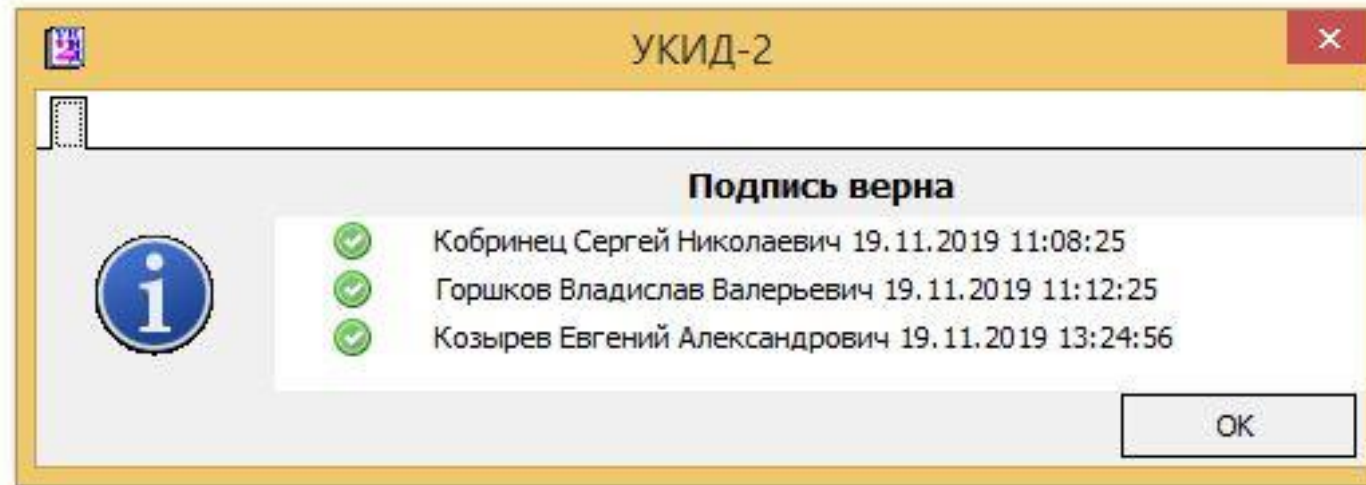 УКИД-2
Подпись верна
Кобринец Сергей Николаевич 19.11.2019 11:08:25
Горшков Владислав Валерьевич 19.11.2019 11:12:25
Козырев Евгений Александрович 19.11.2019 13:24:56
OK